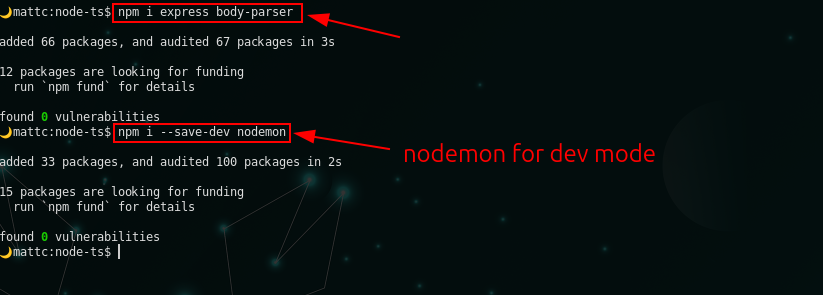 🌙mattc:node-ts$ npm i express body-parser
added 66 packages, and audited 67 packages in 3s
12 packages are looking for funding
run `npm fund` for details
found 0 vulnerabilities
🌙mattc:node-ts$ npm i --save-dev nodemon
nodemon for dev mode
added 33 packages, and audited 100 packages in 2s
15 packages are looking for funding
run `npm fund` for details
found 0 vulnerabilities
🌙mattc:node-ts$